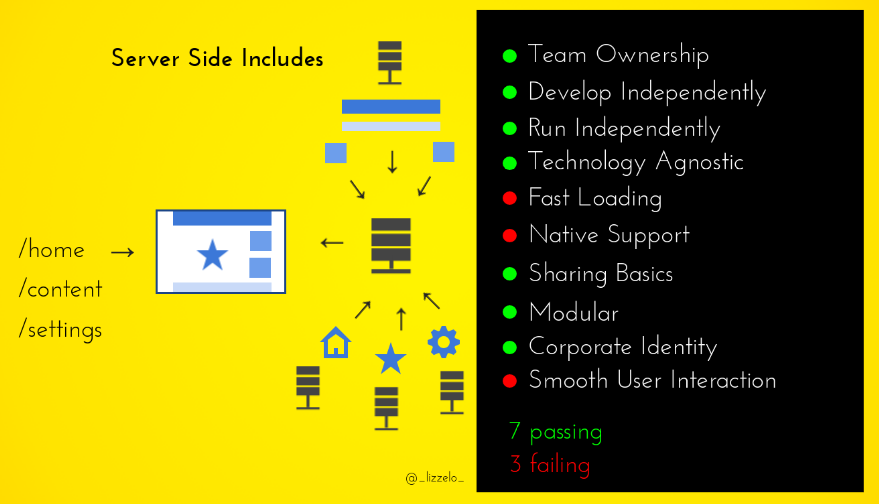 Server Side Includes
/home
/content
/settings
@_lizzelo_
Team Ownership
Develop Independently
Run Independently
Technology Agnostic
Fast Loading
Native Support
Sharing Basics
Modular
Corporate Identity
Smooth User Interaction
7 passing
3 failing